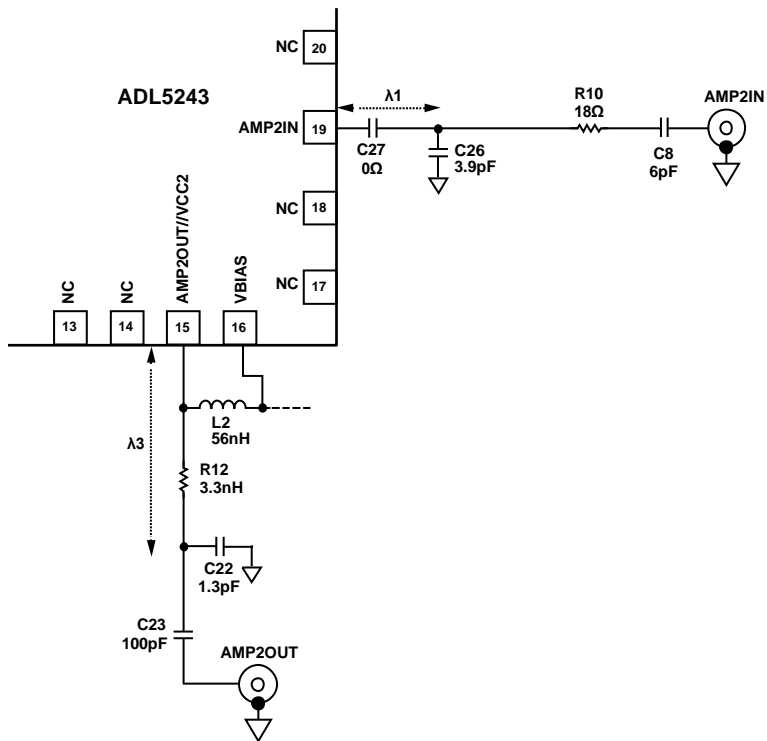 NC
20
ADL5243
λ1
R10
18Ω
AMP2IN
AMP2IN
19
C27
0Ω
C26
3.9pF
C8
6pF
NC
18
AMP2OUT//VCC2
VBIAS
NC
NC
NC
17
13
14
15
16
L2
56nH
λ3
R12
3.3nH
C22
1.3pF
C23
100pF
AMP2OUT